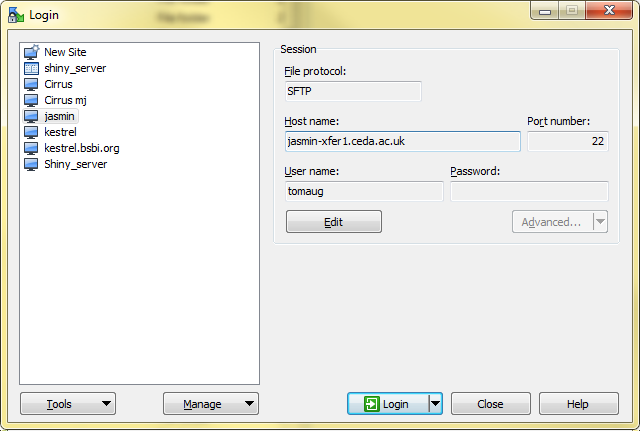 Login
New Site
shiny_server
Cirrus
Cirrus mj
jasmin
kestrel
kestrel.bsbi.org
Shiny_server
Session
File protocol:
SFTP
Host name:
Port number:
jasmin-xfer1.ceda.ac.uk
22
User name:
Password:
tomaug
Edit
Advanced...
Tools
Manage
Login
Close
Help